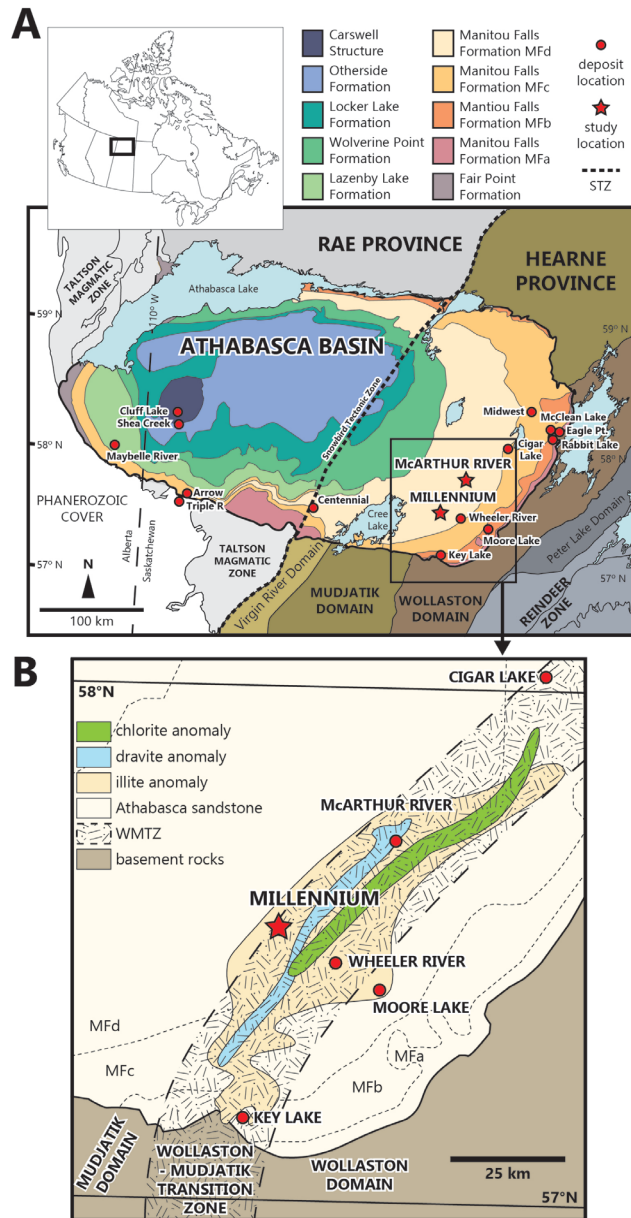 A
Carswell
Structure
Otherside
Formation
Locker Lake
Formation
Wolverine Point
Formation
Lazenby Lake
Formation
Manitou Falls
Formation MFd
Manitou Falls
Formation MFc
Mantiou Falls
Formation MFb
Manitou Falls
Formation MFa
Fair Point
Formation
deposit
location
study
location
STZ
RAE PROVINCE
HEARNE
PROVINCE
TALTSON
MAGMATIC
ZONE
110° W
Athabasca Lake
59°N
59°N
ATHABASCA BASIN
Snowbird Tectonic Zone
Cluff Lake
Shea Creek
Midwest
McClean Lake
Eagle Pt.
Rabbit Lake
Cigar
Lake
58°N
58°N
Maybelle River
McARTHUR RIVER
MILLENNIUM
Arrow
Triple R
Centennial
Cree
Lake
Wheeler River
Moore Lake
Key Lake
PHANEROZOIC
COVER
Alberta
Saskatchewan
TALTSON
MAGMATIC
ZONE
Virgin River Domain
MUDJATIK
DOMAIN
WOLLASTON
DOMAIN
Peter Lake Domain
REINDEER
ZONE
57°N
57°N
N
100 km
B
58°N
CIGAR LAKE
chlorite anomaly
dravite anomaly
illite anomaly
Athabasca sandstone
WMTZ
basement rocks
McARTHUR RIVER
MILLENNIUM
WHEELER RIVER
MOORE LAKE
MFd
MFc
MFa
MFb
KEY LAKE
MUDJATIK
DOMAIN
WOLLASTON
- MUDJATIK
TRANSITION
ZONE
WOLLASTON
DOMAIN
25 km
57°N